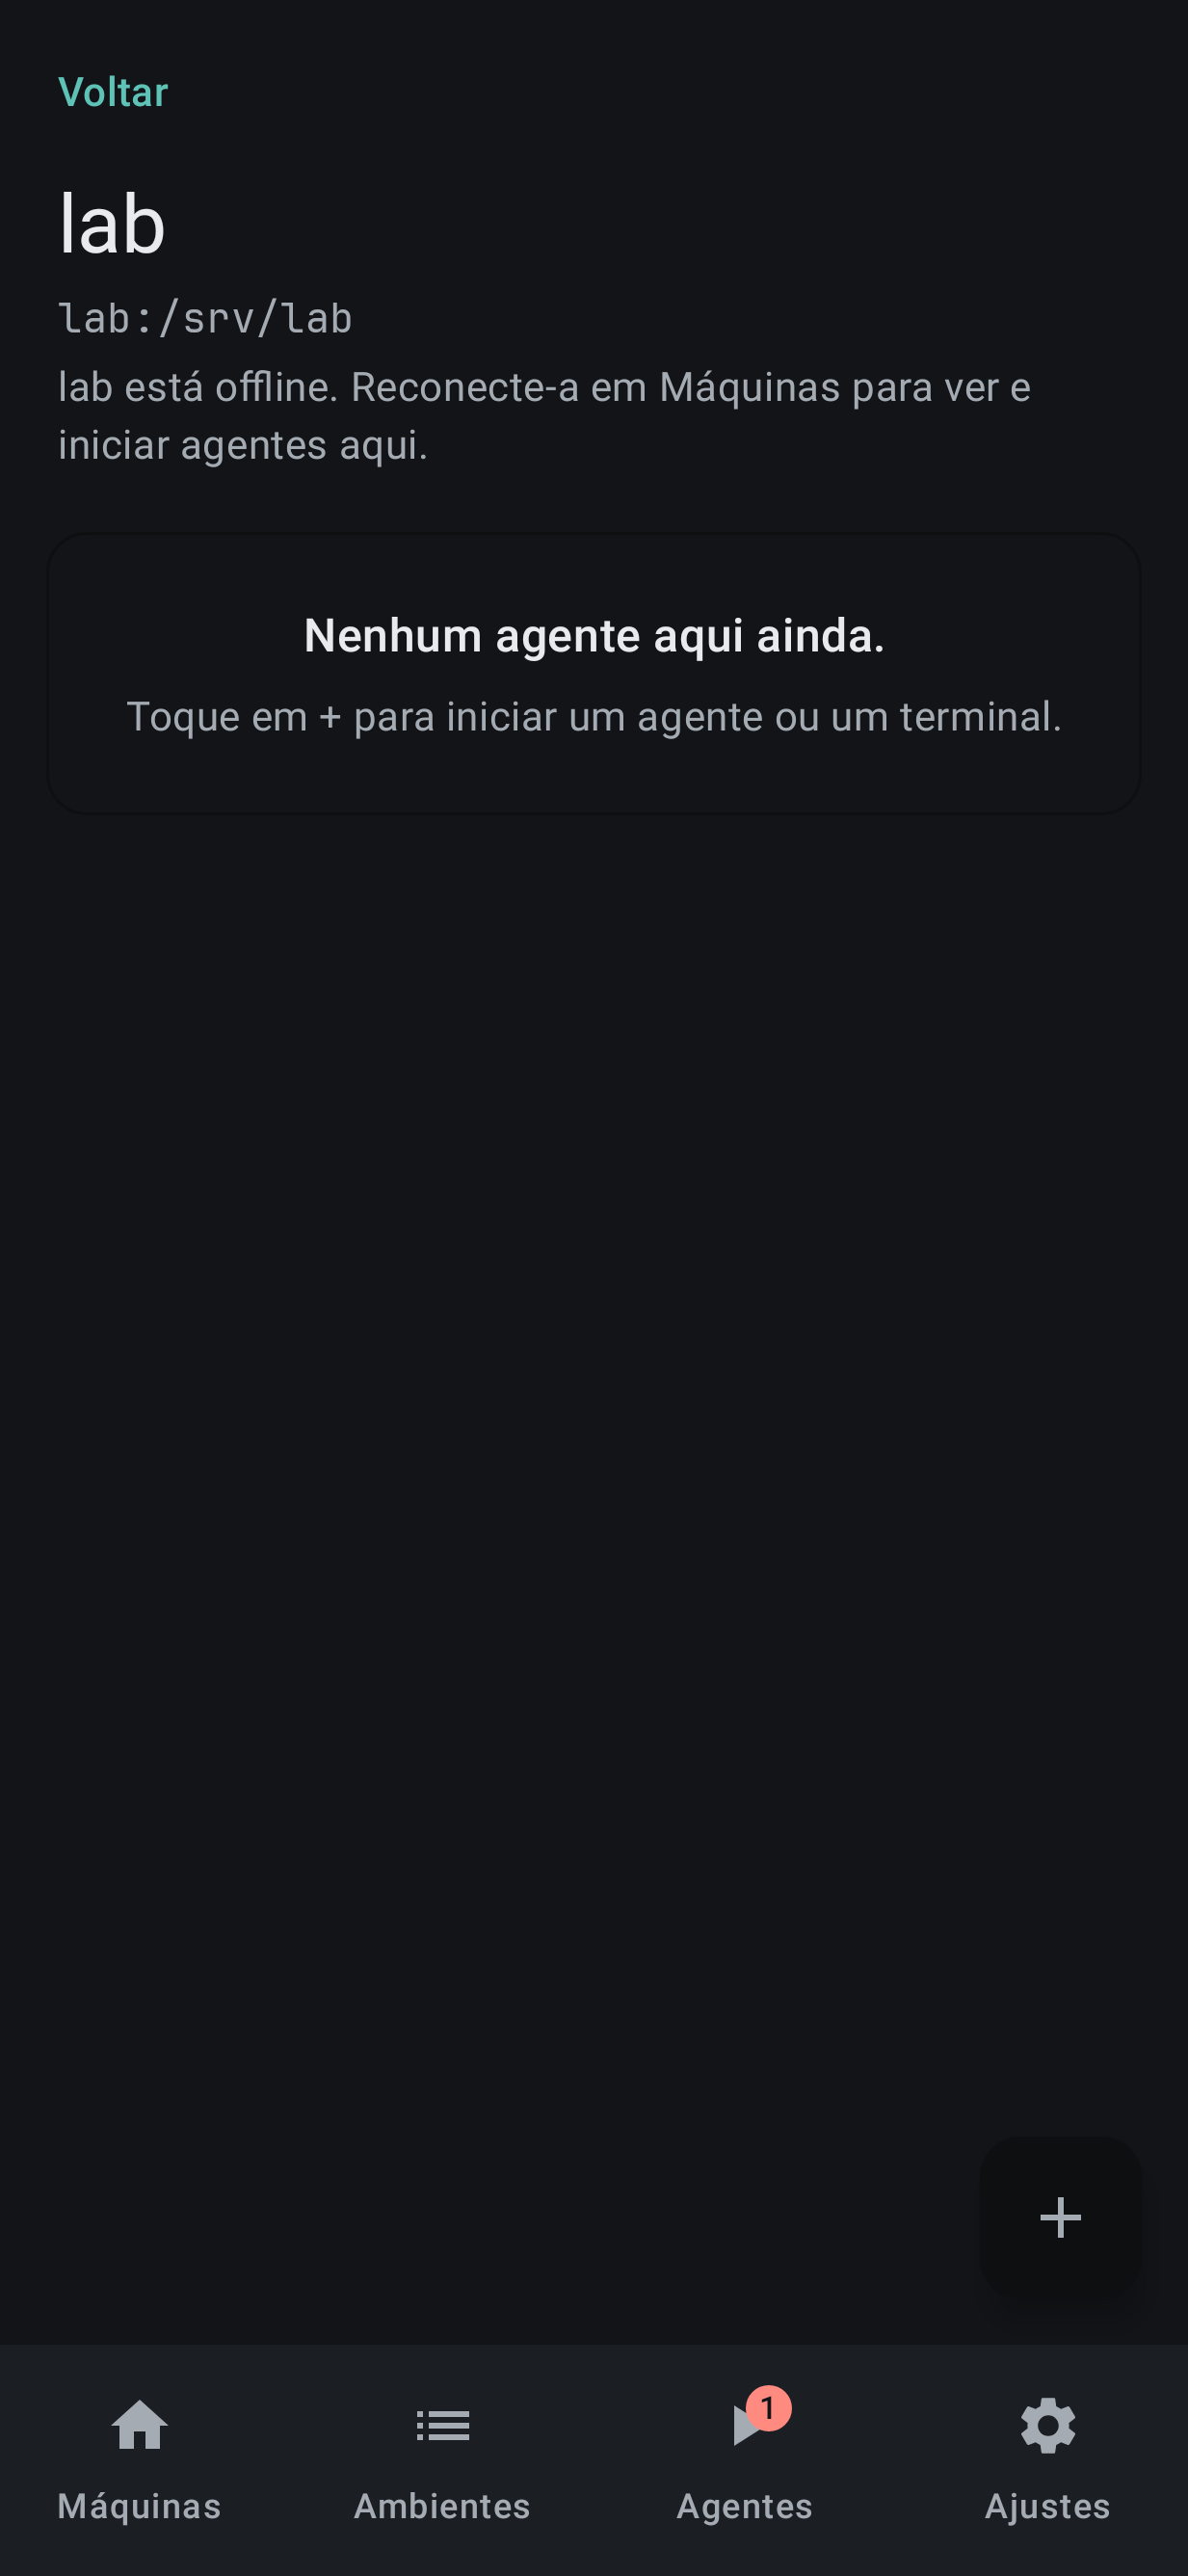 Voltar
lab
lab:/srv/lab
lab está offline. Reconecte-a em Máquinas para ver e
iniciar agentes aqui.
Nenhum agente aqui ainda.
Toque em + para iniciar um agente ou um terminal.
1
Máquinas
Ambientes
Agentes
Ajustes